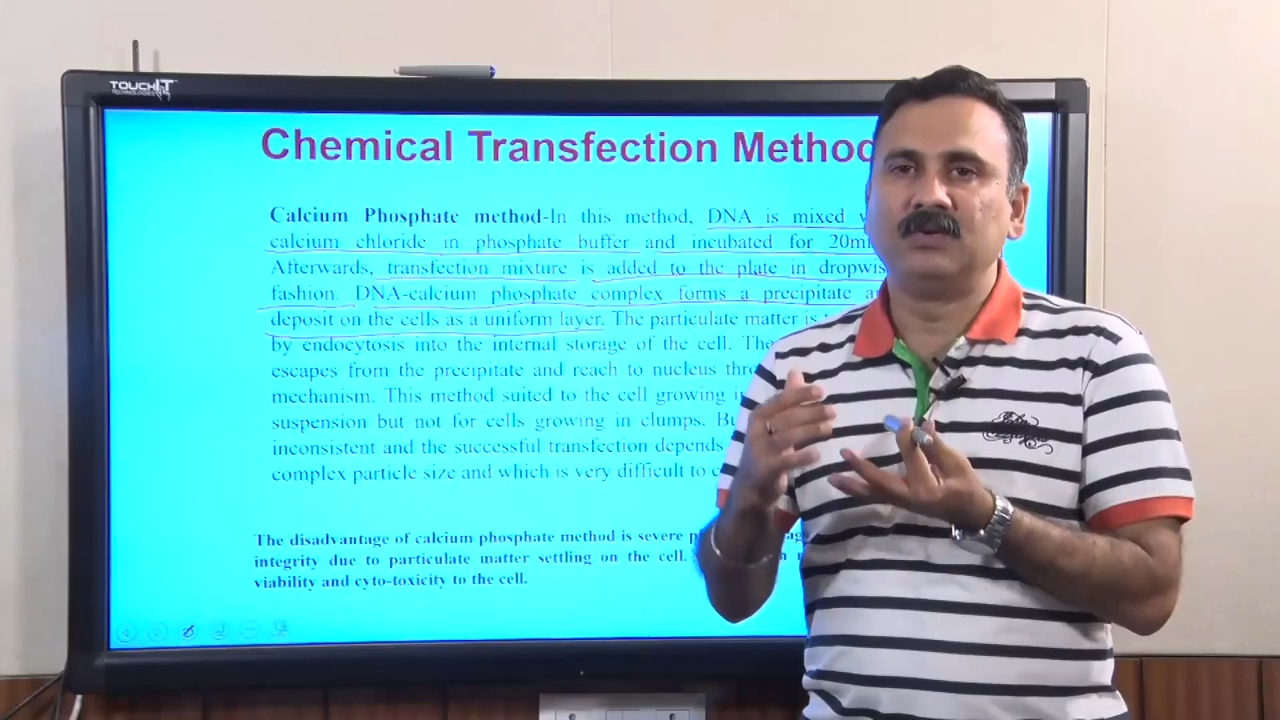 TOUCHIT
TECHNOLOGIES
Chemical Transfection Metho
Calcium Phosphate method-In this method, DNA is mixed
calcium chloride in phosphate buffer and incubated for
Afterwards, transfection mixture is added to the plate in
fashion. DNA-calcium phosphate complex forms a precipitate
deposit on the cells as a uniform layer. The particulate matter is
by endocytosis into the internal storage of the cell.
escapes from the precipitate and reach to nucleus
mechanism. This method suited to the cell growing
suspension but not for cells growing in clumps.
inconsistent and the successful transfection depends
complex particle size and which is very difficult to
The disadvantage of calcium phosphate method is severe
integrity due to particulate matter settling on the cell.
viability and cyto-toxicity to the cell.